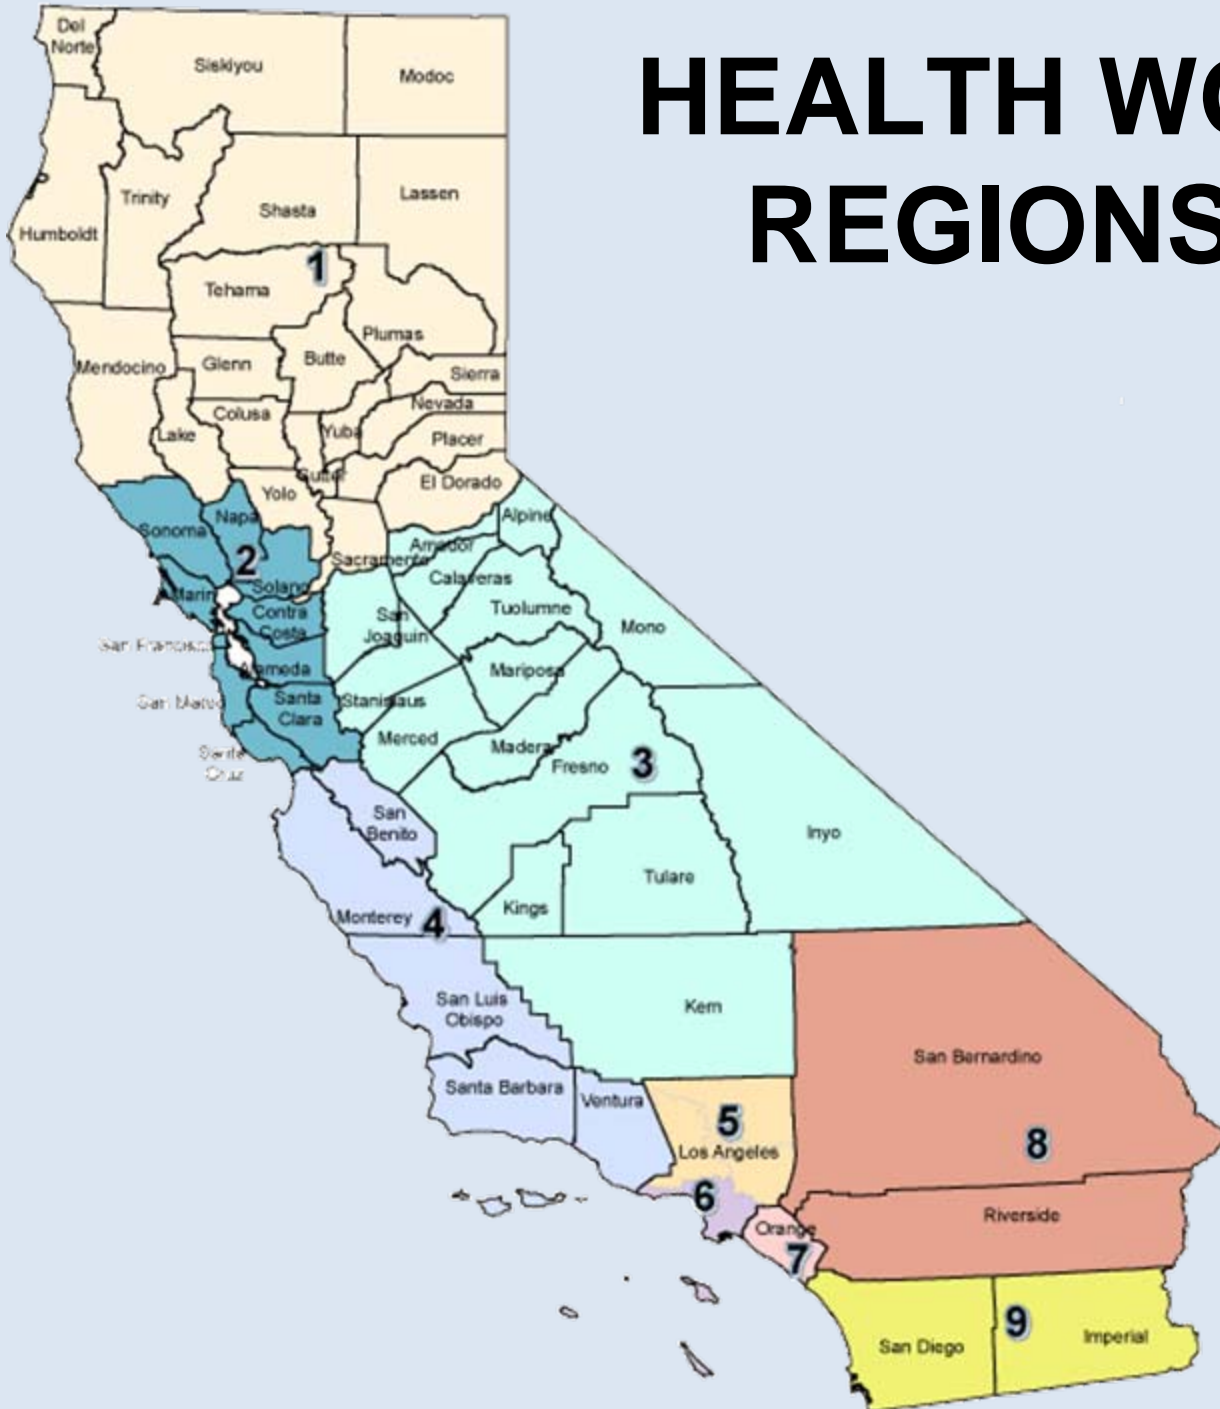 HEALTH WO
REGIONS
Del
Norte
Siskiyou
Modoc
Trinity
Shasta
Lassen
Humboldt
1
Tehama
Plumas
Mendocino
Glenn
Butte
Sierra
Colusa
Nevada
Lake
Yuba
Placer
Sutter
Yolo
El Dorado
Sonoma
Napa
Alpine
2
Sacramento
Amador
Marin
Solano
Calaveras
Contra
Costa
San
Joaquin
Tuolumne
Mono
San Francisco
Alameda
Mariposa
San Mateo
Santa
Clara
Stanislaus
Merced
Madera
Santa
Cruz
Fresno
3
San
Benito
Inyo
Tulare
Kings
Monterey
4
San Luis
Obispo
Kern
San Bernardino
Santa Barbara
Ventura
5
Los Angeles
8
6
Riverside
Orange
7
9
San Diego
Imperial